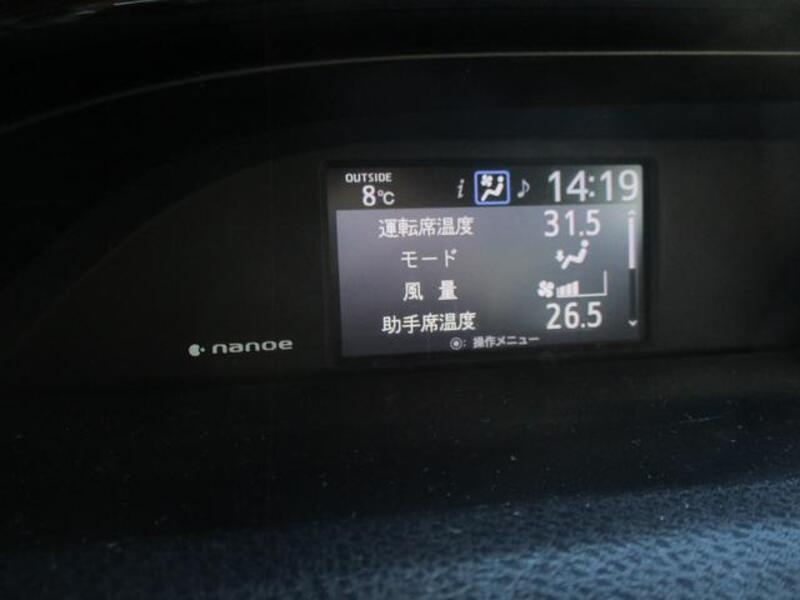 OUTSIDE
8℃
i
♪
14:19
運転席温度 31.5
モード
風量
助手席温度 26.5
nanoe
◉: 操作メニュー